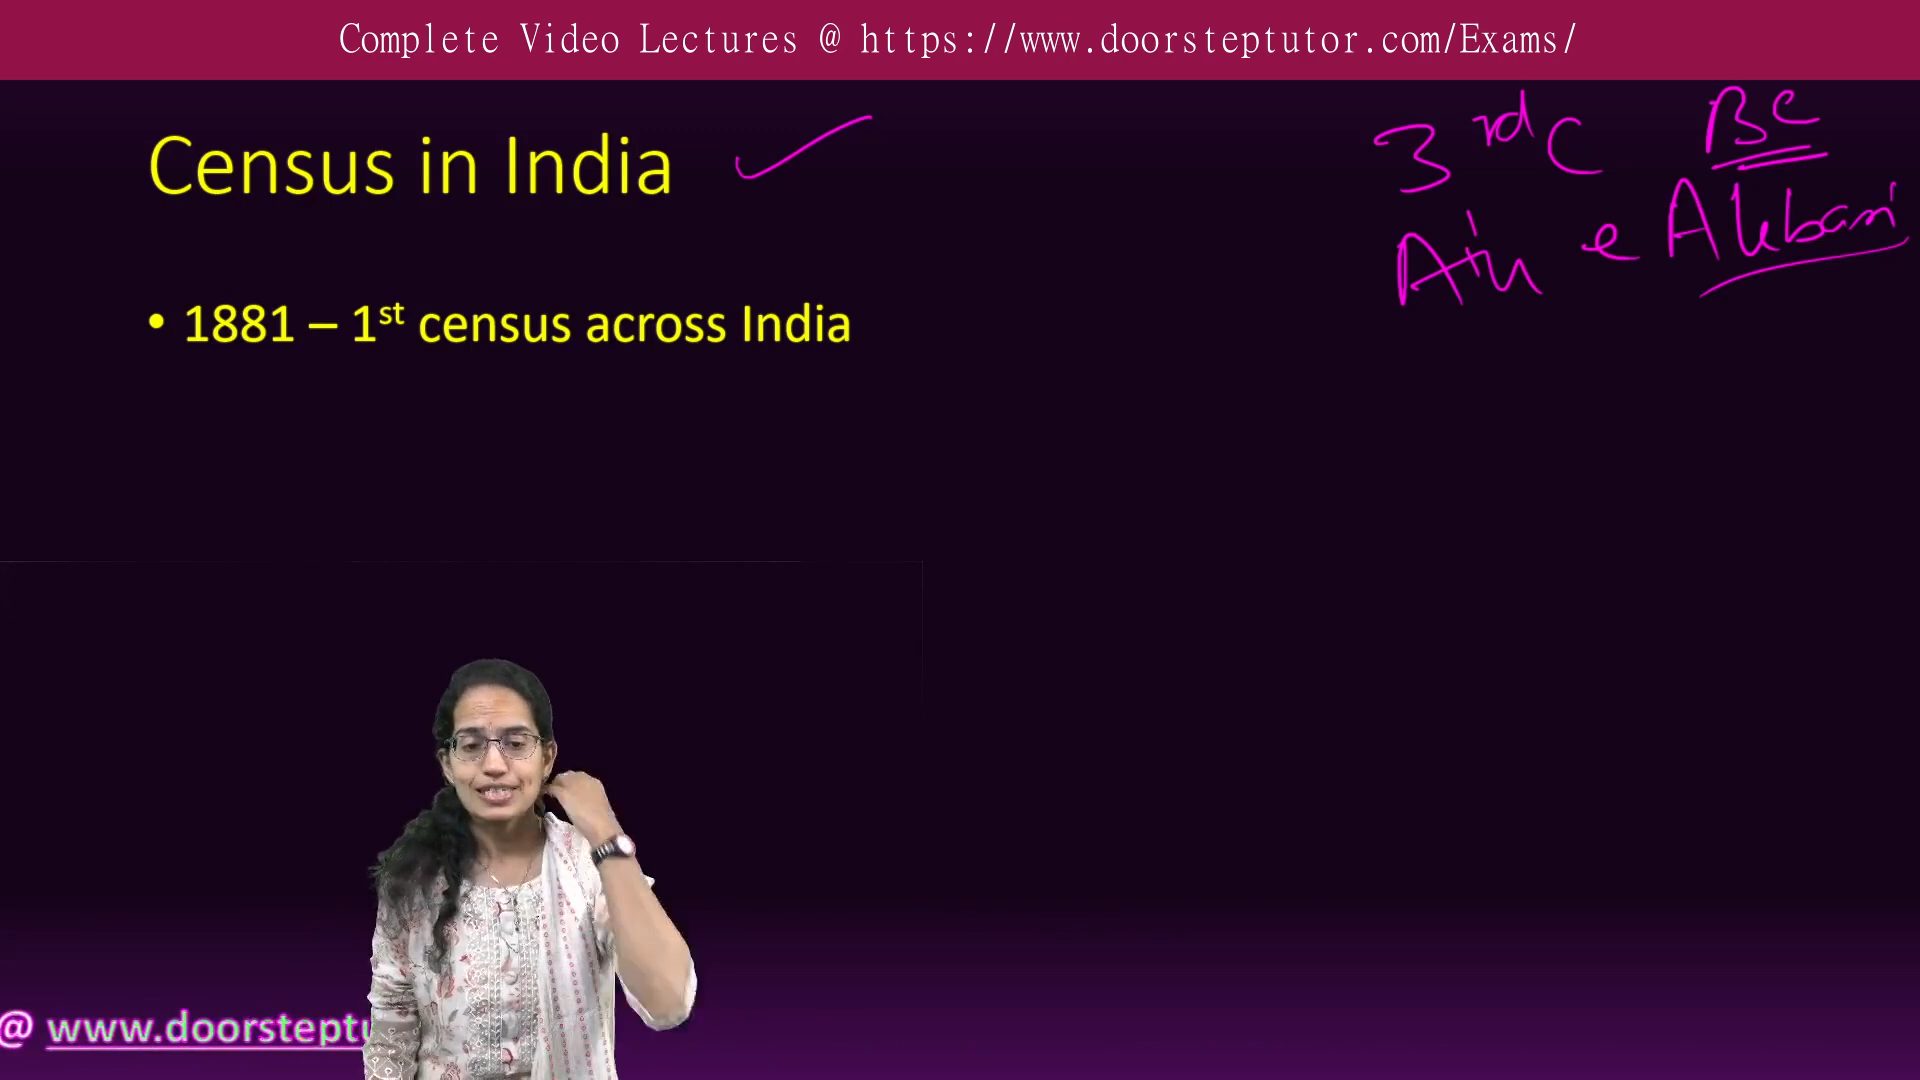 Complete Video Lectures @ https://www.doorsteptutor.com/Exams/
3rd C BC
Census in India
Ain e Akbari
• 1881 – 1st census across India
@ www.doorsteptu